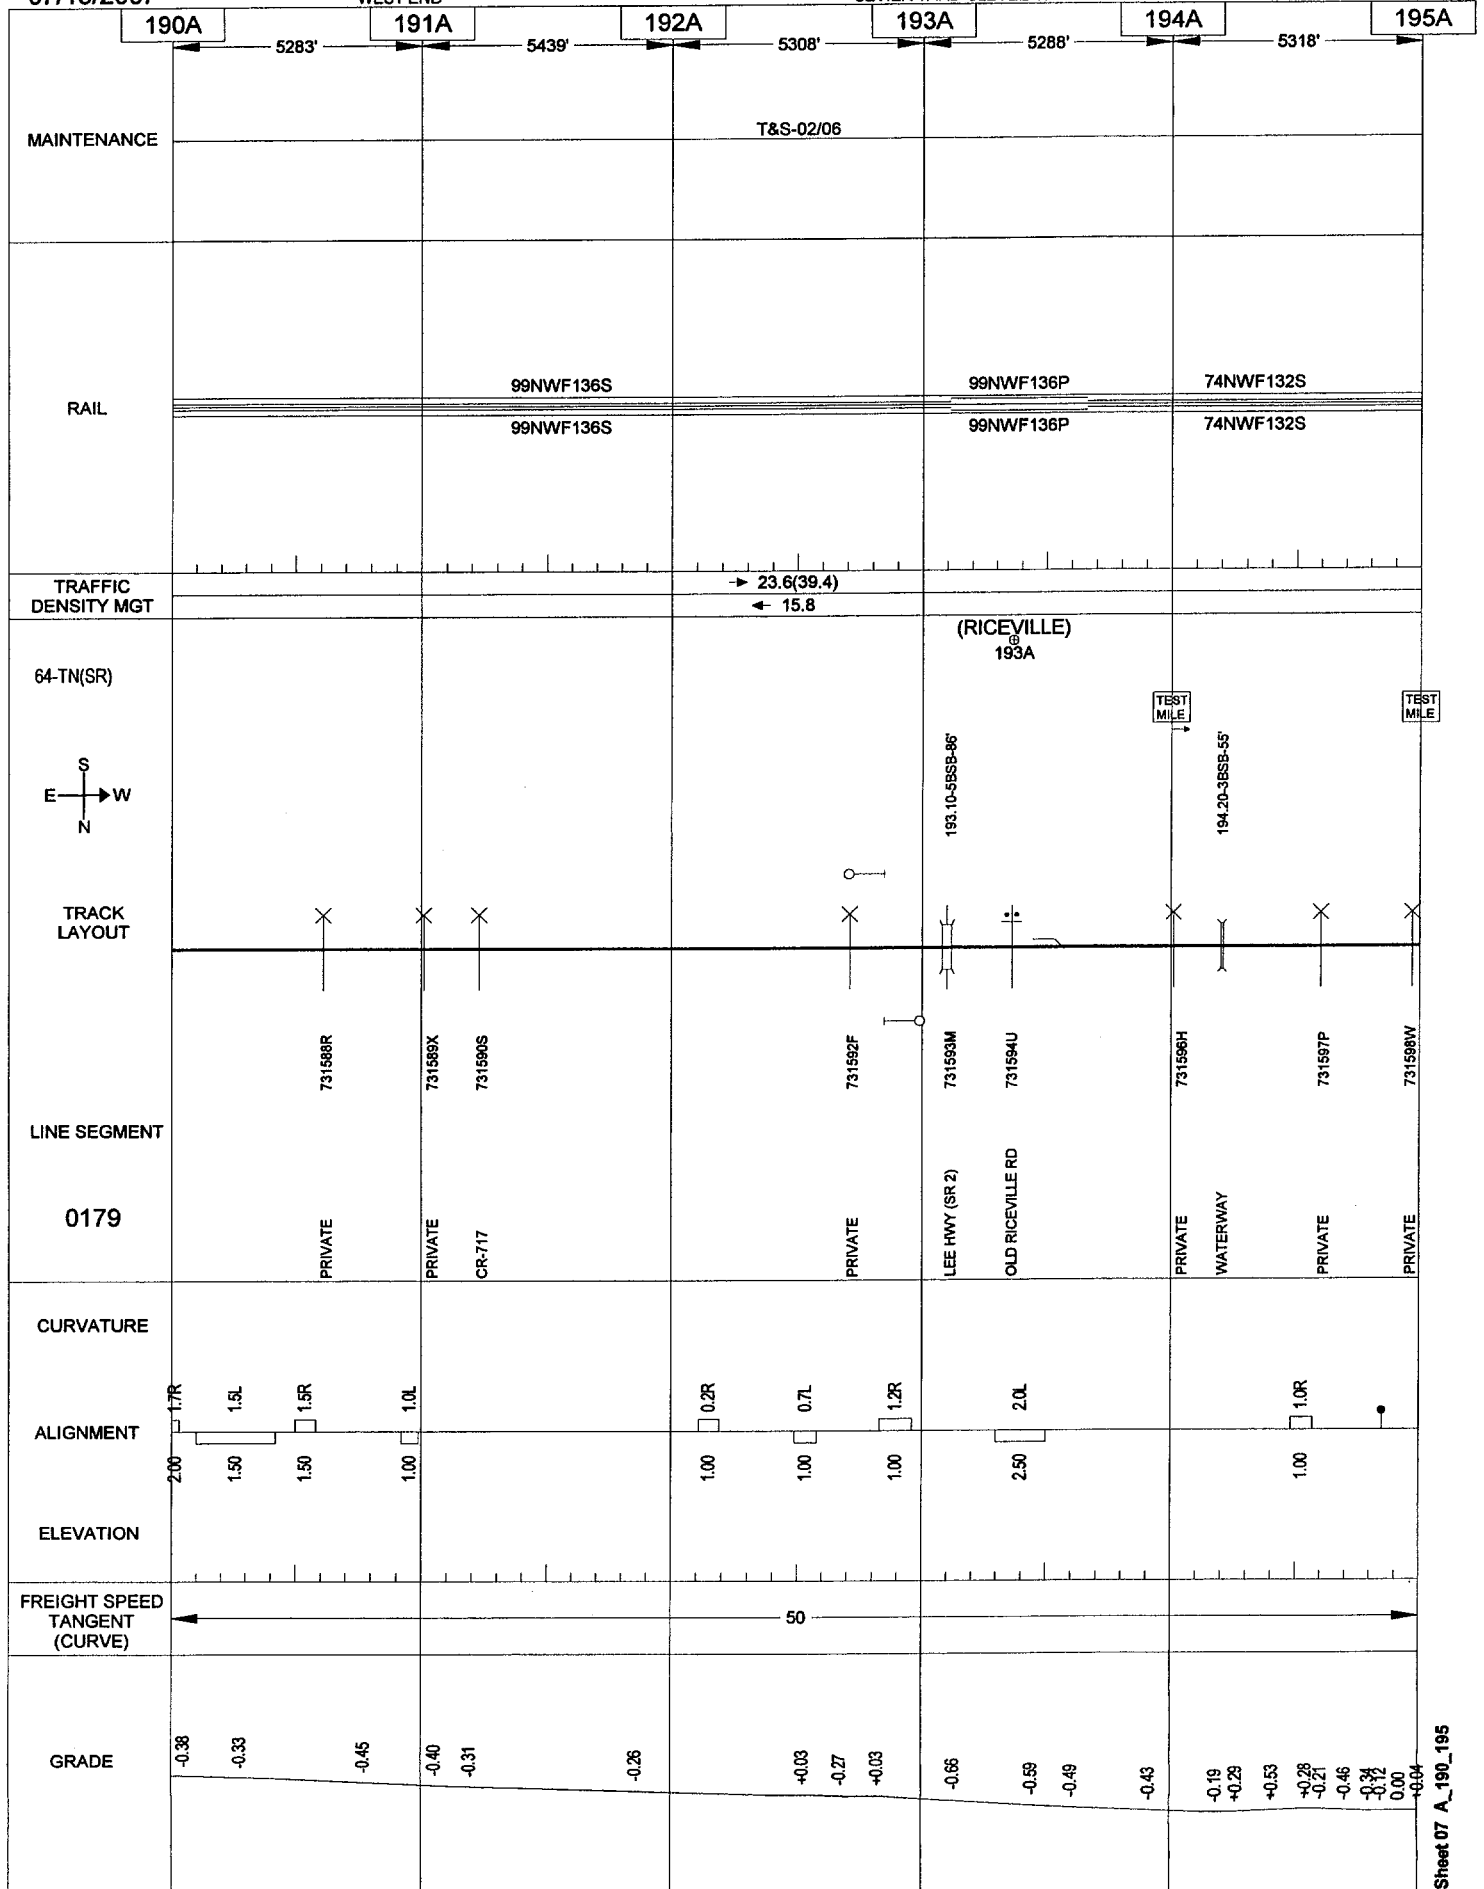 190A 191A 192A 193A 194A 195A
5283' 5439' 5308' 5288' 5318'
MAINTENANCE
T&S-02/06
RAIL
99NWF136S 99NWF136P 74NWF132S
99NWF136S 99NWF136P 74NWF132S
TRAFFIC
DENSITY MGT
23.6(39.4)
15.8
(RICEVILLE)
193A
64-TN(SR)
TEST
MILE
TEST
MILE
S
E W
N
193.10-5BSB-86'
194.20-3BSB-55'
TRACK
LAYOUT
731588R
731589X
731590S
731592F
731593M
731594U
731596H
731597P
731598W
LINE SEGMENT
0179
PRIVATE
PRIVATE
CR-717
PRIVATE
LEE HWY (SR 2)
OLD RICEVILLE RD
PRIVATE
WATERWAY
PRIVATE
PRIVATE
CURVATURE
1.7R 1.5L 1.5R 1.0L 0.2R 0.7L 1.2R 2.0L 1.0R
ALIGNMENT
2.00 1.50 1.50 1.00 1.00 1.00 1.00 2.50 1.00
ELEVATION
FREIGHT SPEED
TANGENT
(CURVE)
50
GRADE
-0.38 -0.33 -0.45 -0.40 -0.31 -0.26 +0.03 -0.27 +0.03 -0.66 -0.59 -0.49 -0.43 -0.19 +0.29 +0.53 +0.28 -0.21 -0.46 -0.34 -0.12 0.00 +0.04
Sheet 07 A_190_195